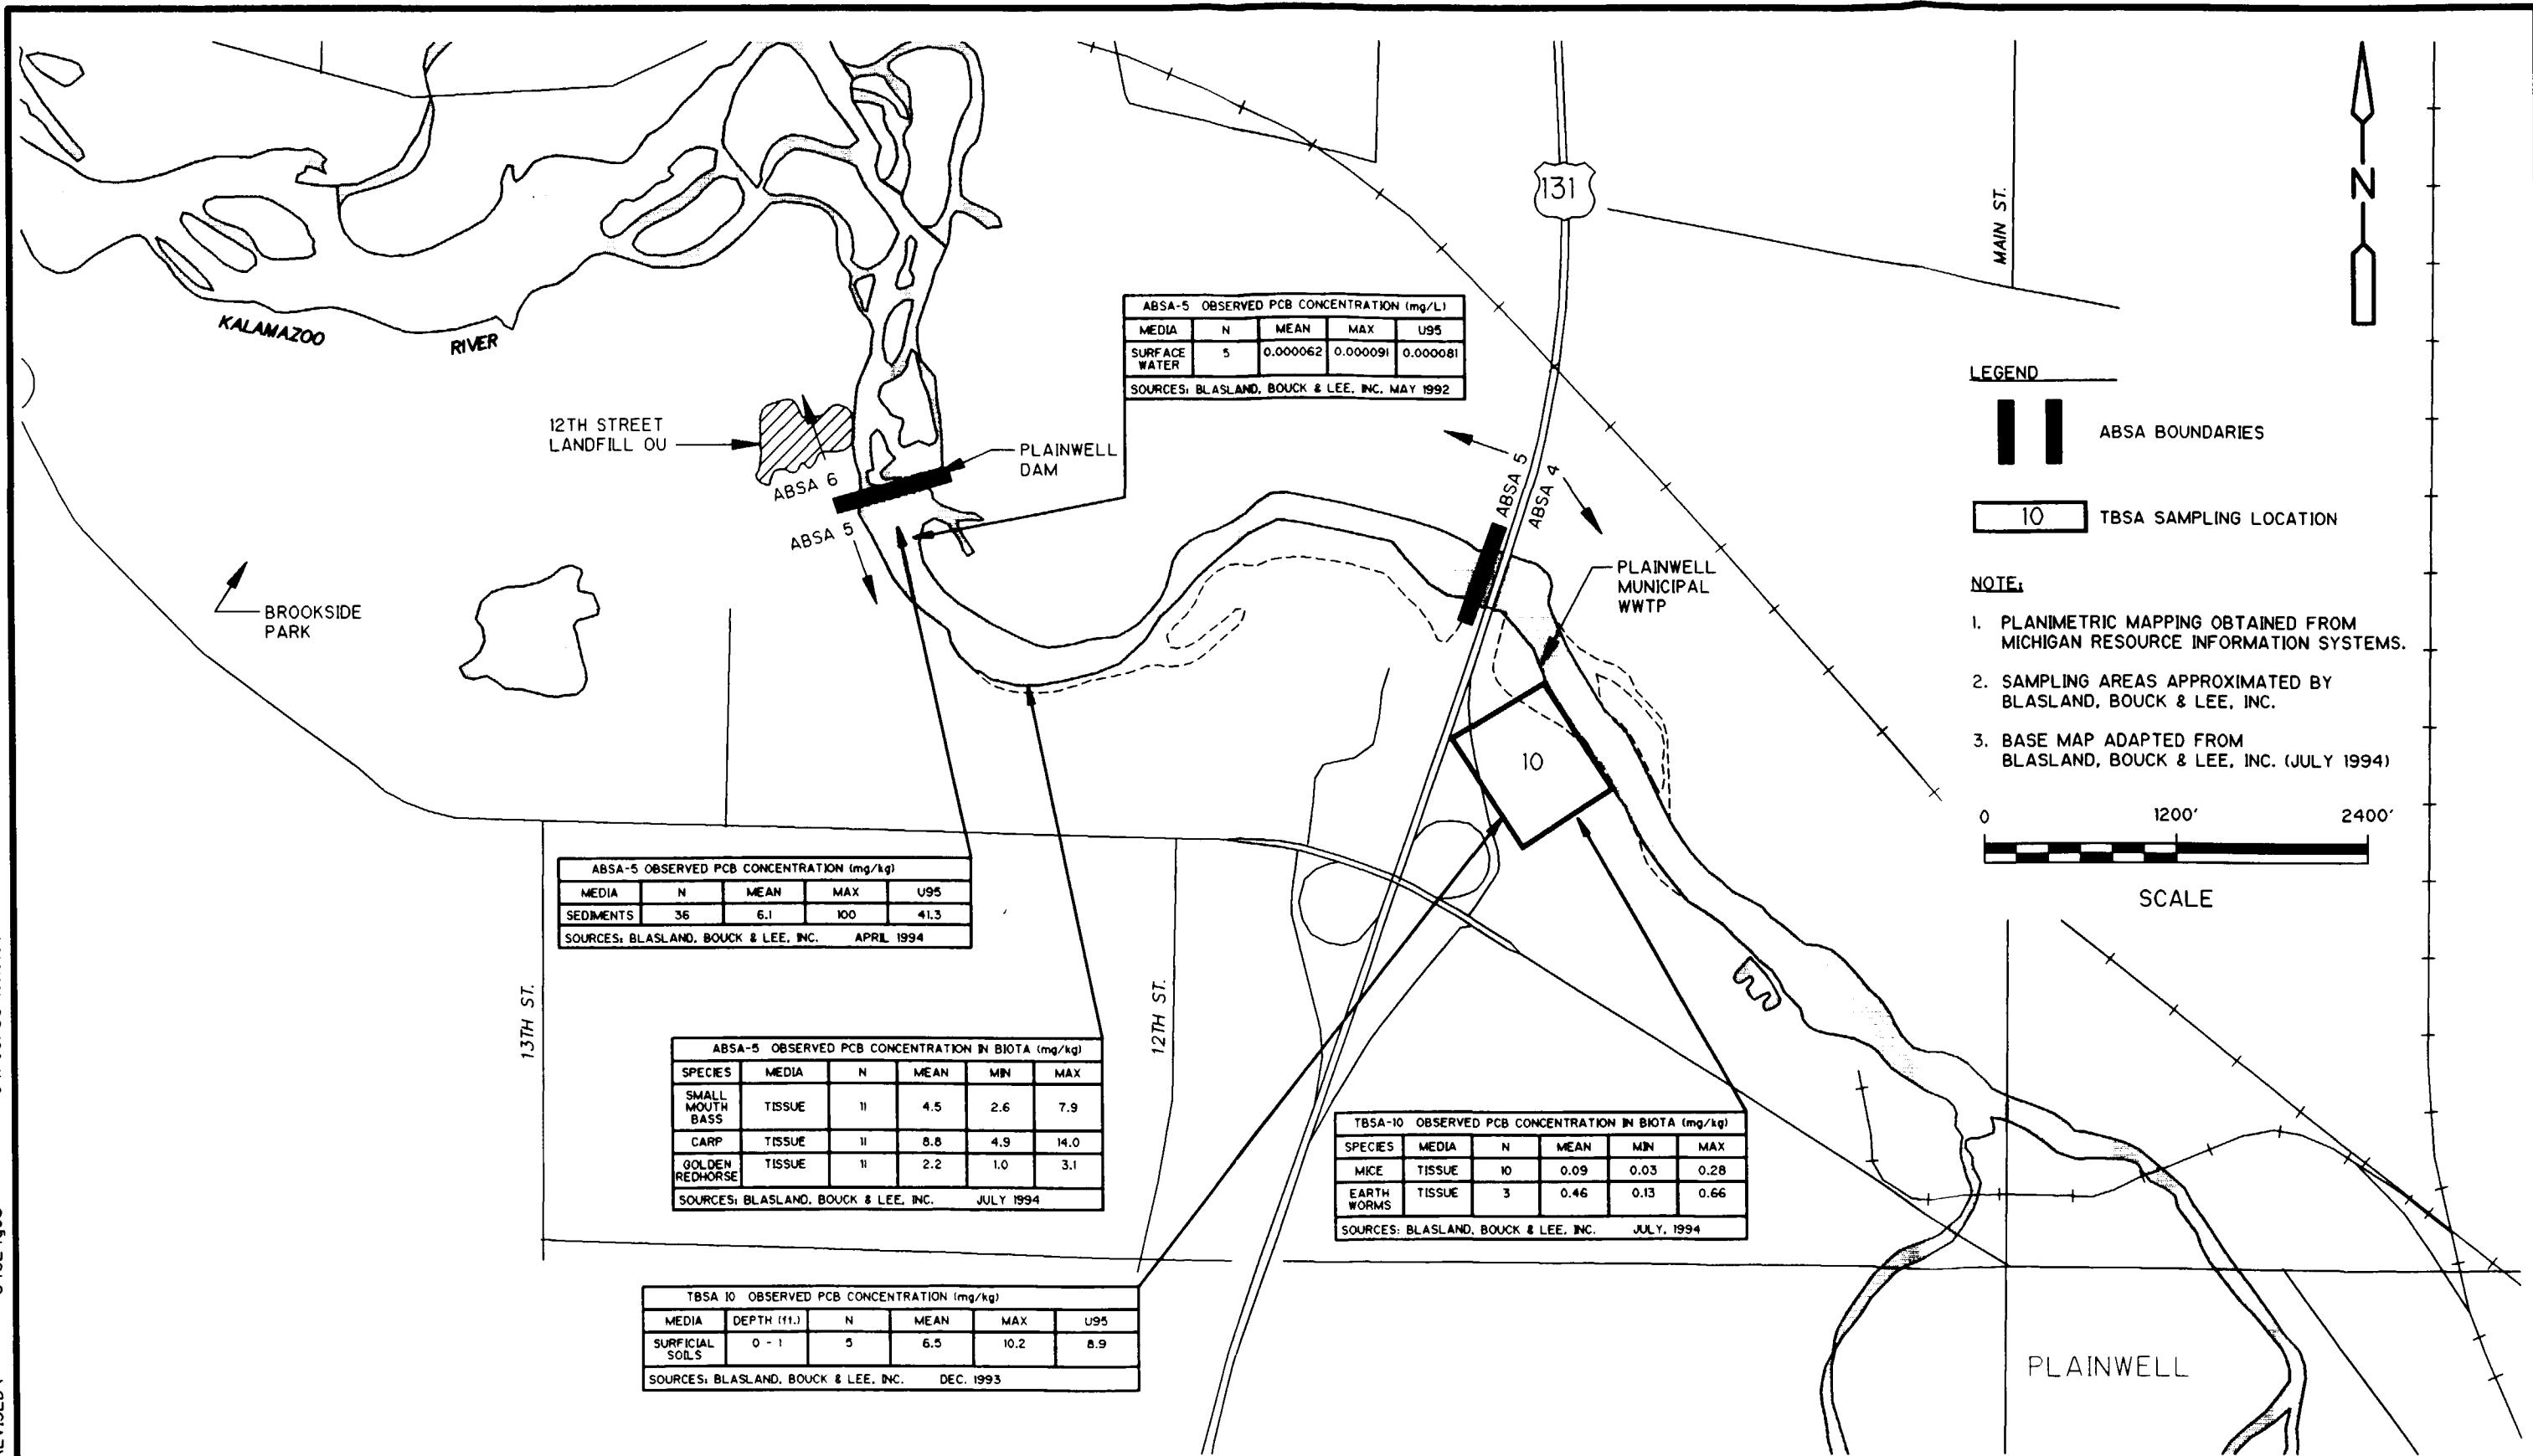 131
MAIN ST.
N
KALAMAZOO
RIVER
ABSA-5 OBSERVED PCB CONCENTRATION (mg/L)
MEDIA N MEAN MAX U95
SURFACE WATER 5 0.000062 0.000091 0.000081
SOURCES: BLASLAND, BOUCK & LEE, INC. MAY 1992
12TH STREET
LANDFILL OU
PLAINWELL
DAM
ABSA 6
ABSA 5
ABSA 5
ABSA 4
BROOKSIDE
PARK
PLAINWELL
MUNICIPAL
WWTP
LEGEND
ABSA BOUNDARIES
10 TBSA SAMPLING LOCATION
NOTE:
1. PLANIMETRIC MAPPING OBTAINED FROM
MICHIGAN RESOURCE INFORMATION SYSTEMS.
2. SAMPLING AREAS APPROXIMATED BY
BLASLAND, BOUCK & LEE, INC.
3. BASE MAP ADAPTED FROM
BLASLAND, BOUCK & LEE, INC. (JULY 1994)
0 1200' 2400'
SCALE
10
ABSA-5 OBSERVED PCB CONCENTRATION (mg/kg)
MEDIA N MEAN MAX U95
SEDIMENTS 36 6.1 100 41.3
SOURCES: BLASLAND, BOUCK & LEE, INC. APRIL 1994
13TH ST.
12TH ST.
ABSA-5 OBSERVED PCB CONCENTRATION IN BIOTA (mg/kg)
SPECIES MEDIA N MEAN MIN MAX
SMALL MOUTH BASS TISSUE 11 4.5 2.6 7.9
CARP TISSUE 11 8.8 4.9 14.0
GOLDEN REDHORSE TISSUE 11 2.2 1.0 3.1
SOURCES: BLASLAND, BOUCK & LEE, INC. JULY 1994
TBSA-10 OBSERVED PCB CONCENTRATION IN BIOTA (mg/kg)
SPECIES MEDIA N MEAN MIN MAX
MICE TISSUE 10 0.09 0.03 0.28
EARTH WORMS TISSUE 3 0.46 0.13 0.66
SOURCES: BLASLAND, BOUCK & LEE, INC. JULY, 1994
TBSA 10 OBSERVED PCB CONCENTRATION (mg/kg)
MEDIA DEPTH (ft.) N MEAN MAX U95
SURFICIAL SOILS 0 - 1 5 6.5 10.2 8.9
SOURCES: BLASLAND, BOUCK & LEE, INC. DEC. 1993
PLAINWELL